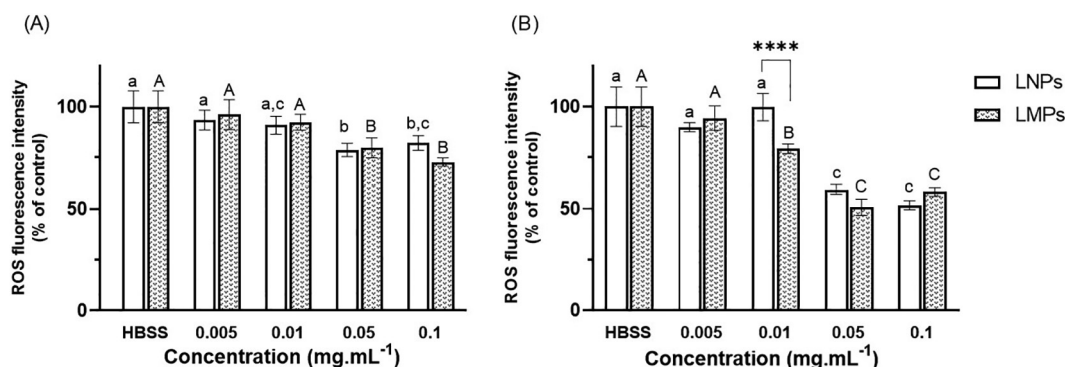 (A)
ROS fluorescence intensity
(% of control)
100
50
0
a A
a A
a,c A
b B
b,c B
HBSS 0.005 0.01 0.05 0.1
Concentration (mg.mL-1)
(B)
ROS fluorescence intensity
(% of control)
100
50
0
****
a A
a A
a B
c C
c C
HBSS 0.005 0.01 0.05 0.1
Concentration (mg.mL-1)
LNPs
LMPs